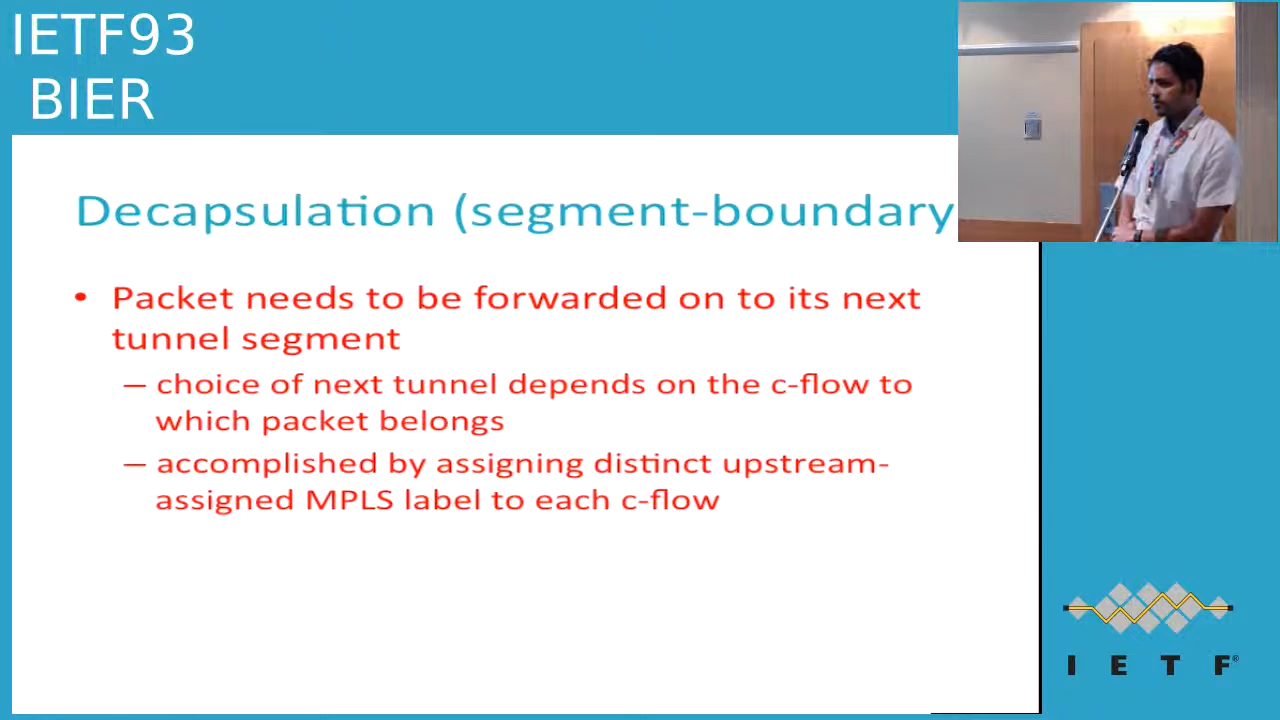 IETF93
BIER
Decapsulation (segment-boundary
• Packet needs to be forwarded on to its next
tunnel segment
– choice of next tunnel depends on the c-flow to
which packet belongs
– accomplished by assigning distinct upstream-
assigned MPLS label to each c-flow
I E T F®